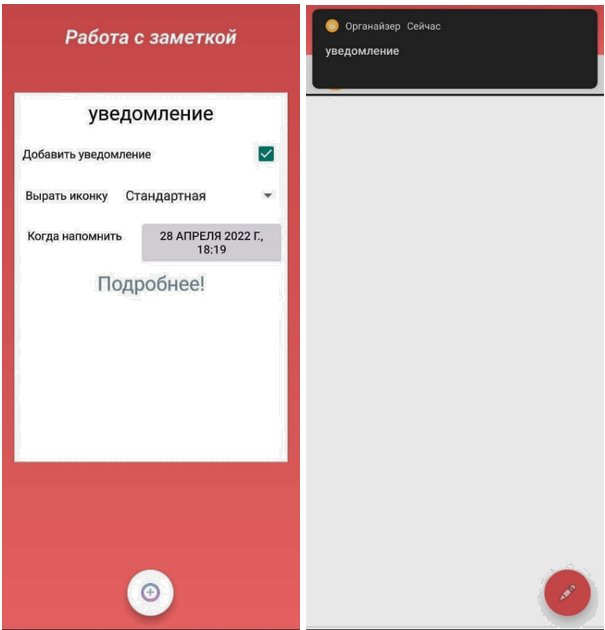 Работа с заметкой
уведомление
Добавить уведомление
Вырать иконку Стандартная
Когда напомнить
28 АПРЕЛЯ 2022 Г.,
18:19
Подробнее!
Органайзер Сейчас
уведомление